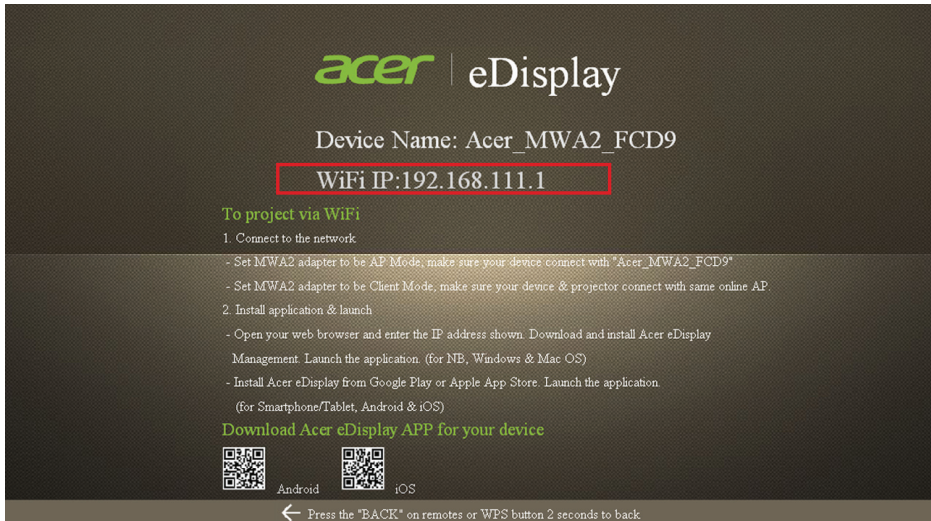 acer eDisplay
Device Name: Acer_MWA2_FCD9
WiFi IP:192.168.111.1
To project via WiFi
1. Connect to the network
- Set MWA2 adapter to be AP Mode, make sure your device connect with "Acer_MWA2_FCD9"
- Set MWA2 adapter to be Client Mode, make sure your device & projector connect with same online AP.
2. Install application & launch
- Open your web browser and enter the IP address shown. Download and install Acer eDisplay
Management. Launch the application. (for NB, Windows & Mac OS)
- Install Acer eDisplay from Google Play or Apple App Store. Launch the application.
(for Smartphone/Tablet, Android & iOS)
Download Acer eDisplay APP for your device
Android iOS
Press the "BACK" on remotes or WPS button 2 seconds to back